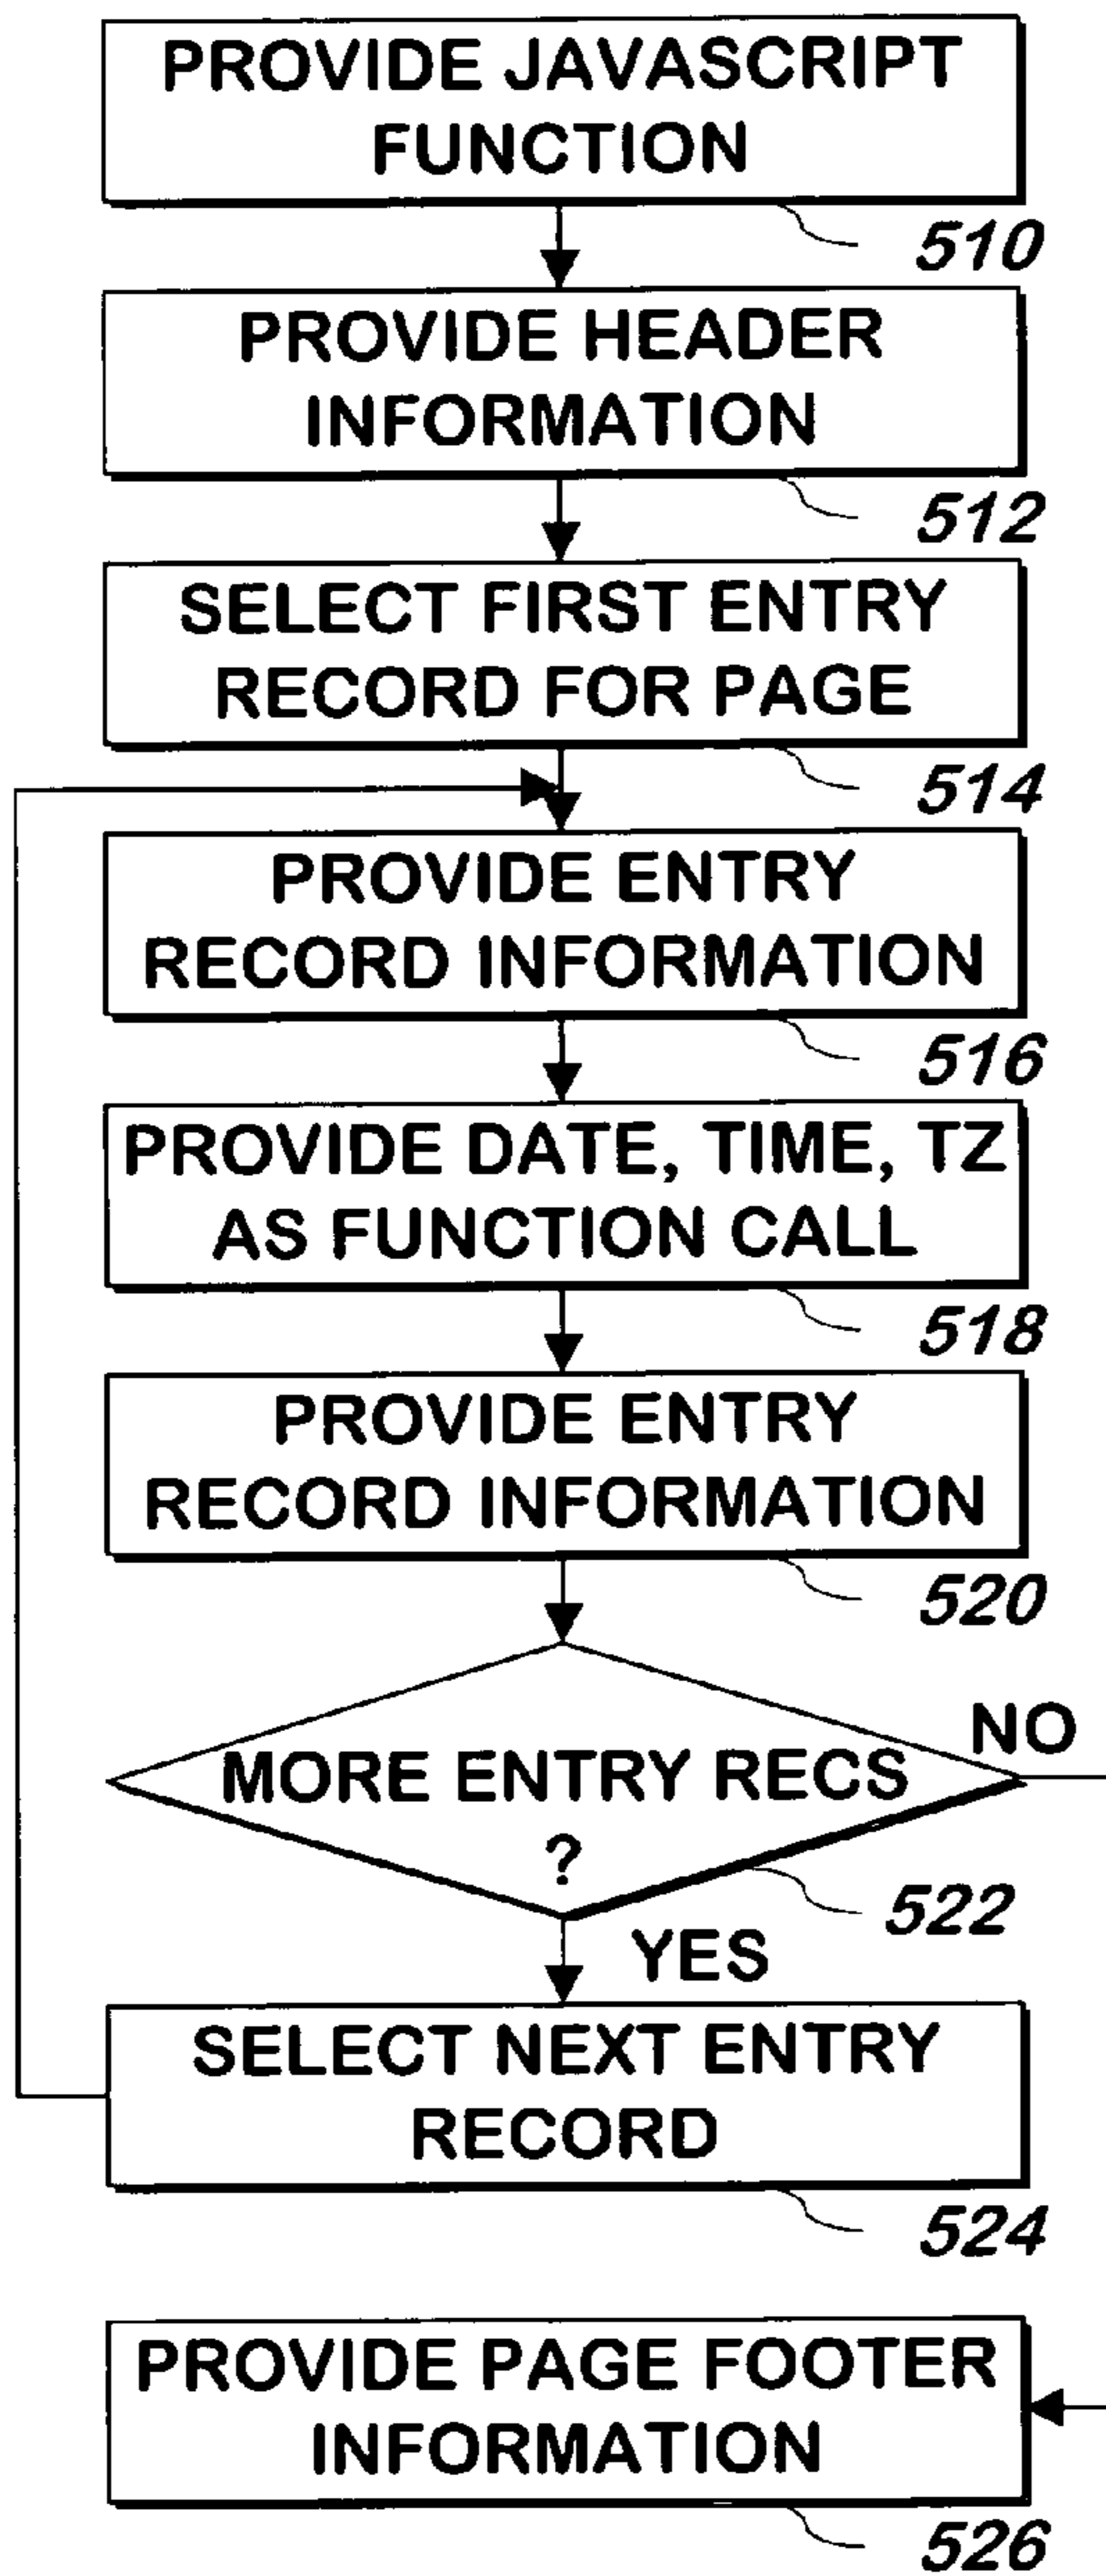 PROVIDE JAVASCRIPT
FUNCTION
510
PROVIDE HEADER
INFORMATION
512
SELECT FIRST ENTRY
RECORD FOR PAGE
514
PROVIDE ENTRY
RECORD INFORMATION
516
PROVIDE DATE, TIME, TZ
AS FUNCTION CALL
518
PROVIDE ENTRY
RECORD INFORMATION
520
NO
MORE ENTRY RECS
?
522
YES
SELECT NEXT ENTRY
RECORD
524
PROVIDE PAGE FOOTER
INFORMATION
526